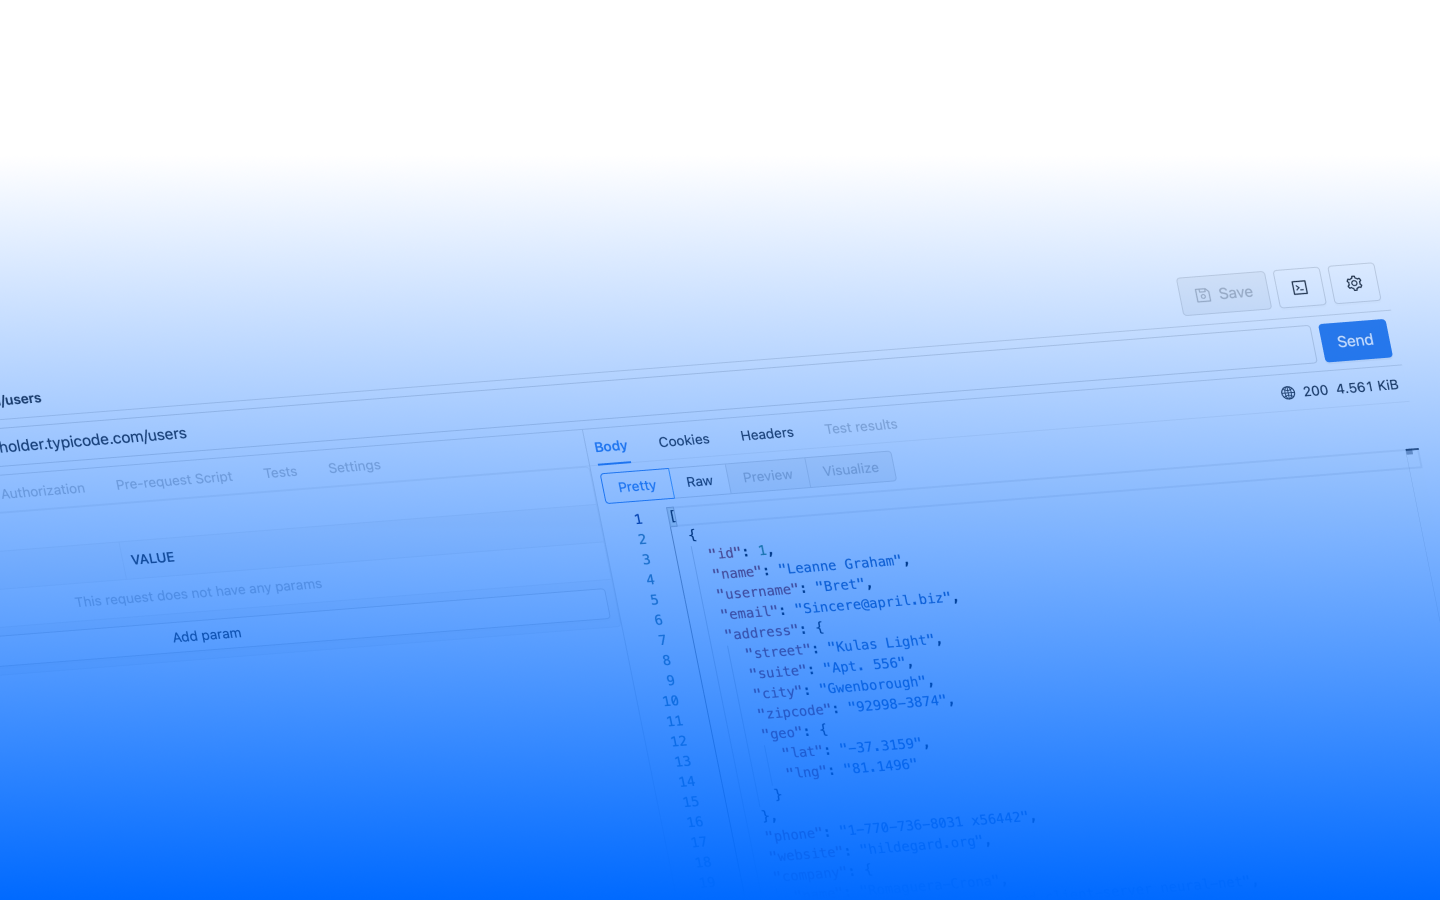 Save
Send
/users
holder.typicode.com/users
200 4.561 KiB
Authorization Pre-request Script Tests Settings
Body Cookies Headers Test results
Pretty Raw Preview Visualize
VALUE
This request does not have any params
Add param
1 [
2 {
3 "id": 1,
4 "name": "Leanne Graham",
5 "username": "Bret",
6 "email": "Sincere@april.biz",
7 "address": {
8 "street": "Kulas Light",
9 "suite": "Apt. 556",
10 "city": "Gwenborough",
11 "zipcode": "92998-3874",
12 "geo": {
13 "lat": "-37.3159",
14 "lng": "81.1496"
15 }
16 },
17 "phone": "1-770-736-8031 x56442",
18 "website": "hildegard.org",
19 "company": {